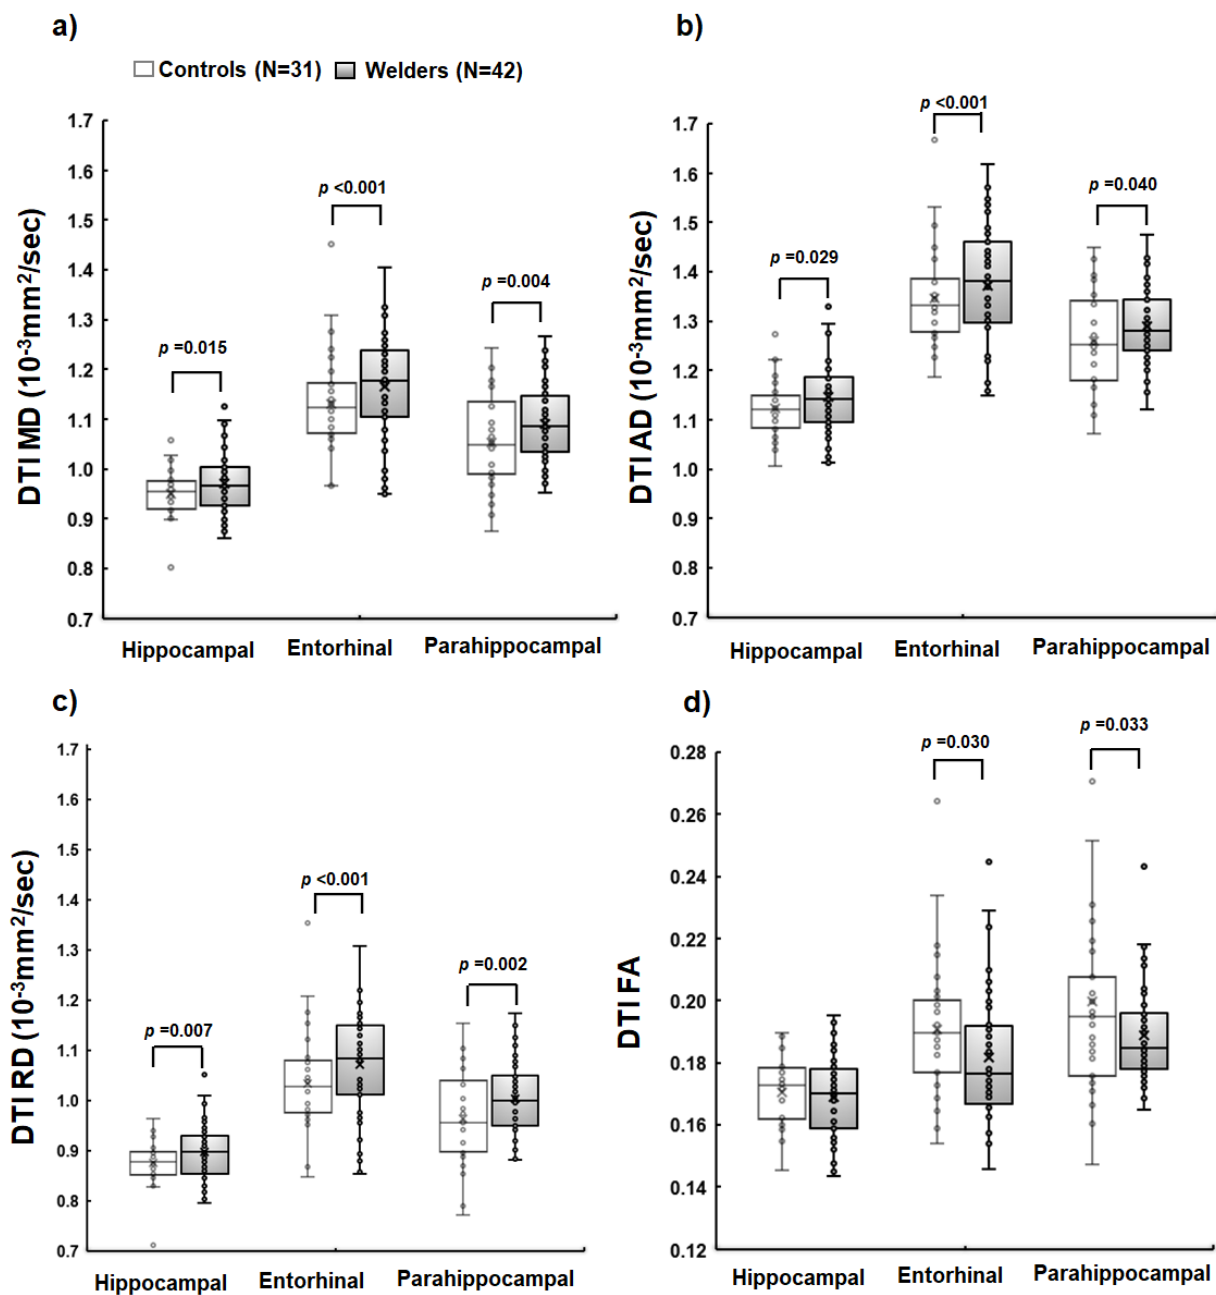 a)
Controls (N=31) Welders (N=42)
1.7
1.6
1.5
1.4
1.3
1.2
1.1
1.0
0.9
0.8
0.7
DTI MD (10-3mm2/sec)
p =0.015
p <0.001
p =0.004
Hippocampal Entorhinal Parahippocampal
b)
1.7
1.6
1.5
1.4
1.3
1.2
1.1
1.0
0.9
0.8
0.7
DTI AD (10-3mm2/sec)
p =0.029
p <0.001
p =0.040
Hippocampal Entorhinal Parahippocampal
c)
1.7
1.6
1.5
1.4
1.3
1.2
1.1
1.0
0.9
0.8
0.7
DTI RD (10-3mm2/sec)
p =0.007
p <0.001
p =0.002
Hippocampal Entorhinal Parahippocampal
d)
0.28
0.26
0.24
0.22
0.20
0.18
0.16
0.14
0.12
DTI FA
p =0.030
p =0.033
Hippocampal Entorhinal Parahippocampal